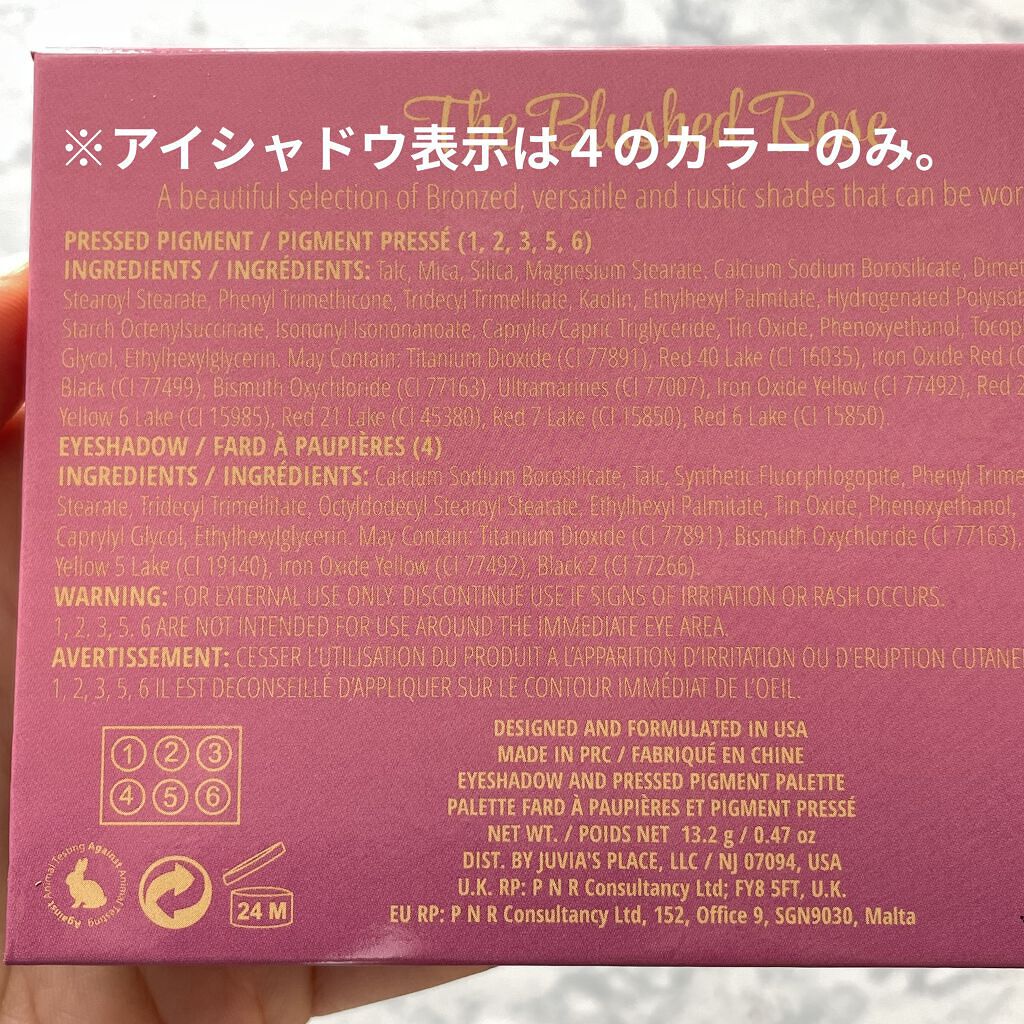 The Blushed Rose
※アイシャドウ表示は4のカラーのみ。
A beautiful selection of Bronzed, versatile and rustic shades that can be wor
PRESSED PIGMENT / PIGMENT PRESSÉ (1, 2, 3, 5, 6)
INGREDIENTS / INGRÉDIENTS: Talc, Mica, Silica, Magnesium Stearate, Calcium Sodium Borosilicate, Dimet
Stearoyl Stearate, Phenyl Trimethicone, Tridecyl Trimellitate, Kaolin, Ethylhexyl Palmitate, Hydrogenated Polyisob
Starch Octenylsuccinate, Isononyl Isononanoate, Caprylic/Capric Triglyceride, Tin Oxide, Phenoxyethanol, Tocop
Glycol, Ethylhexylglycerin. May Contain: Titanium Dioxide (CI 77891), Red 40 Lake (CI 16035), Iron Oxide Red (C
Black (CI 77499), Bismuth Oxychloride (CI 77163), Ultramarines (CI 77007), Iron Oxide Yellow (CI 77492), Red 2
Yellow 6 Lake (CI 15985), Red 21 Lake (CI 45380), Red 7 Lake (CI 15850), Red 6 Lake (CI 15850).
EYESHADOW / FARD À PAUPIÈRES (4)
INGREDIENTS / INGRÉDIENTS: Calcium Sodium Borosilicate, Talc, Synthetic Fluorphlogopite, Phenyl Trime
Stearate, Tridecyl Trimellitate, Octyldodecyl Stearoyl Stearate, Ethylhexyl Palmitate, Tin Oxide, Phenoxyethanol,
Caprylyl Glycol, Ethylhexylglycerin. May Contain: Titanium Dioxide (CI 77891), Bismuth Oxychloride (CI 77163),
Yellow 5 Lake (CI 19140), Iron Oxide Yellow (CI 77492), Black 2 (CI 77266).
WARNING: FOR EXTERNAL USE ONLY. DISCONTINUE USE IF SIGNS OF IRRITATION OR RASH OCCURS.
1, 2, 3, 5, 6 ARE NOT INTENDED FOR USE AROUND THE IMMEDIATE EYE AREA.
AVERTISSEMENT: CESSER L'UTILISATION DU PRODUIT A L'APPARITION D'IRRITATION OU D'ERUPTION CUTANE
1, 2, 3, 5, 6 IL EST DECONSEILLÉ D'APPLIQUER SUR LE CONTOUR IMMÉDIAT DE L'OEIL.
1 2 3
4 5 6
Against Animal Testing Against Animal Testing
24 M
DESIGNED AND FORMULATED IN USA
MADE IN PRC / FABRIQUÉ EN CHINE
EYESHADOW AND PRESSED PIGMENT PALETTE
PALETTE FARD À PAUPIÈRES ET PIGMENT PRESSÉ
NET WT. / POIDS NET 13.2 g / 0.47 oz
DIST. BY JUVIA'S PLACE, LLC / NJ 07094, USA
U.K. RP: P N R Consultancy Ltd; FY8 5FT, U.K.
EU RP: P N R Consultancy Ltd, 152, Office 9, SGN9030, Malta